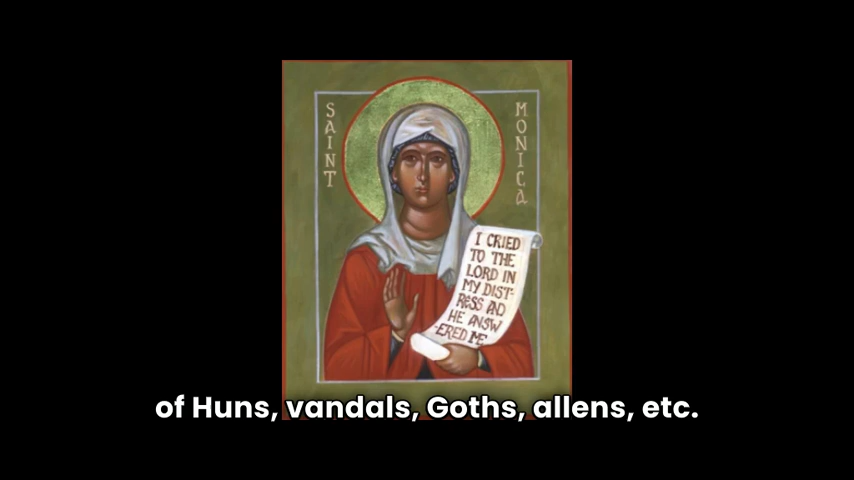 SAINT
MONICA
I CRIED
TO THE
LORD IN
MY DIST-
RESS AND
HE ANSW
-ERED ME
of Huns, vandals, Goths, allens, etc.